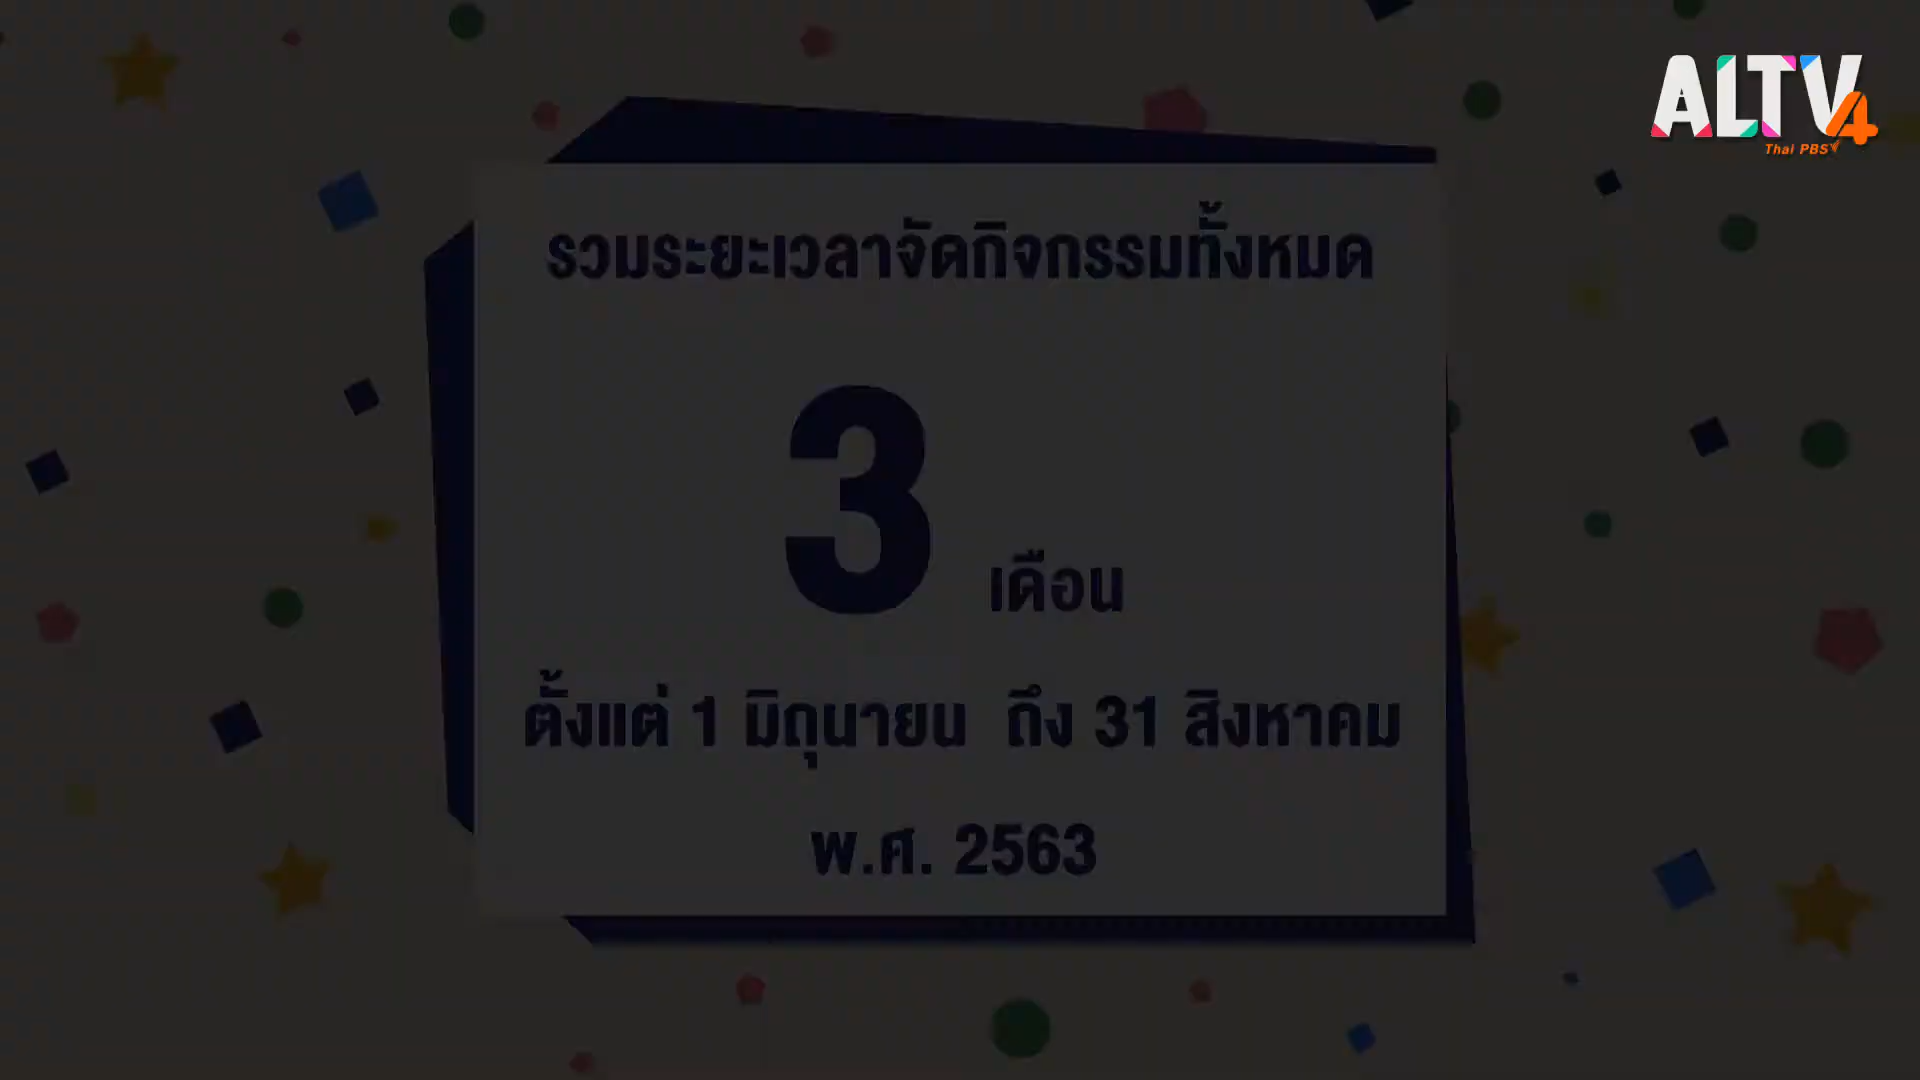 ALTV4
Thai PBS
รวมระยะเวลาจัดกิจกรรมทั้งหมด
3 เดือน
ตั้งแต่ 1 มิถุนายน ถึง 31 สิงหาคม
พ.ศ. 2563